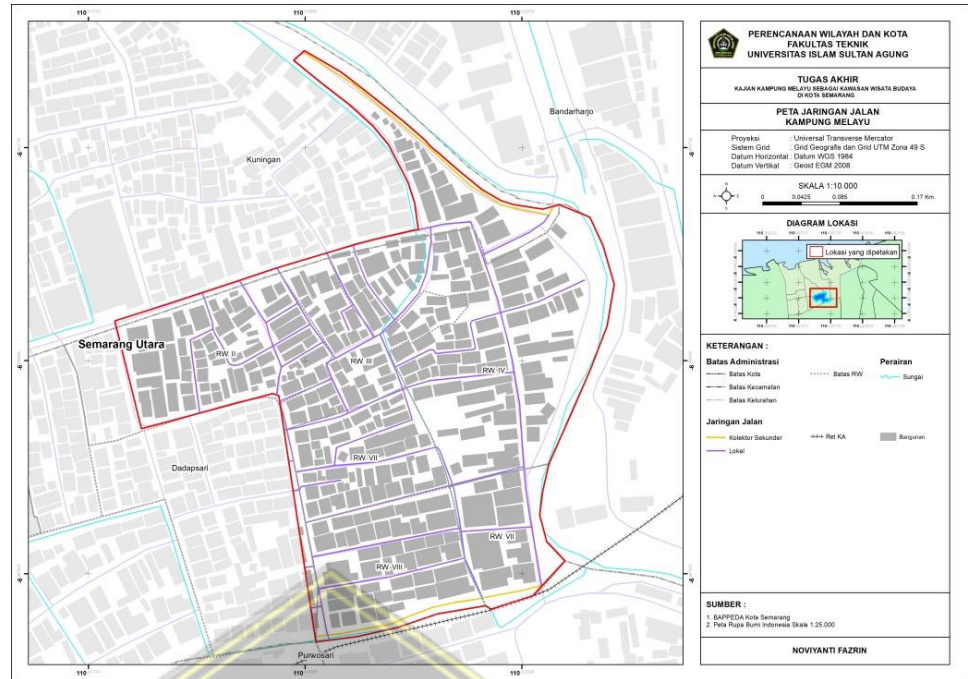 Bandarharjo
Kuningan
Semarang Utara
RW. II
RW. III
RW. IV
Dadapsari
RW. VII
RW. VII
RW. VIII
Purwosari
PERENCANAAN WILAYAH DAN KOTA
FAKULTAS TEKNIK
UNIVERSITAS ISLAM SULTAN AGUNG
TUGAS AKHIR
KAJIAN KAMPUNG MELAYU SEBAGAI KAWASAN WISATA BUDAYA
DI KOTA SEMARANG
PETA JARINGAN JALAN
KAMPUNG MELAYU
Proyeksi : Universal Transverse Mercator
Sistem Grid : Grid Geografis dan Grid UTM Zona 49 S
Datum Horizontal : Datum WGS 1984
Datum Vertikal : Geoid EGM 2008
SKALA 1:10.000
0 0.0425 0.085 0.17 Km
DIAGRAM LOKASI
Lokasi yang dipetakan
KETERANGAN :
Batas Administrasi
Batas Kota
Batas Kecamatan
Batas Kelurahan
Batas RW
Perairan
Sungai
Jaringan Jalan
Kolektor Sekunder
Lokal
Rel KA
Bangunan
SUMBER :
1. BAPPEDA Kota Semarang
2. Peta Rupa Bumi Indonesia Skala 1:25.000
NOVIYANTI FAZRIN